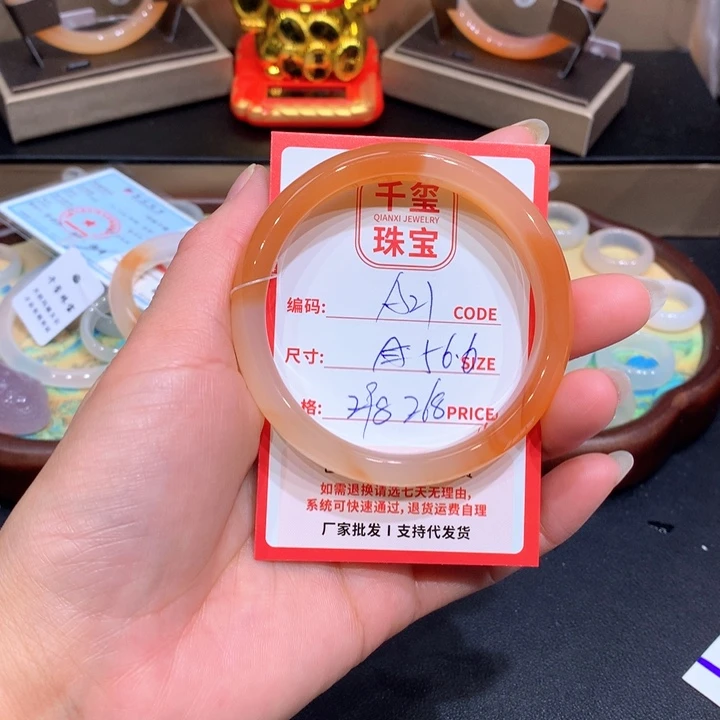 千玺
QIANXI JEWELRY
珠宝
编码: A21 CODE
尺寸: 56.6 SIZE
格: 298 268 PRICE
如需退换请选七天无理由,
系统可快速通过, 退货运费自理
厂家批发 I 支持代发货